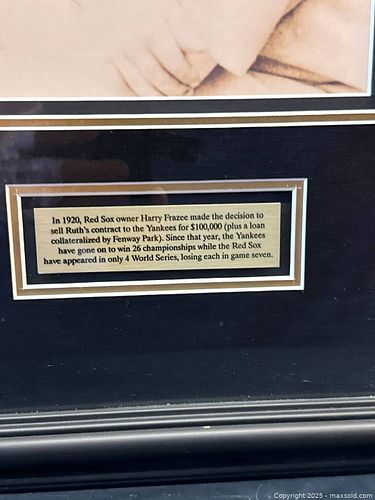 In 1920, Red Sox owner Harry Frazee made the decision to
sell Ruth's contract to the Yankees for $100,000 (plus a loan
collateralized by Fenway Park). Since that year, the Yankees
have gone on to win 26 championships while the Red Sox
have appeared in only 4 World Series, losing each in game seven.
Copyright 2025 - maxsold.com